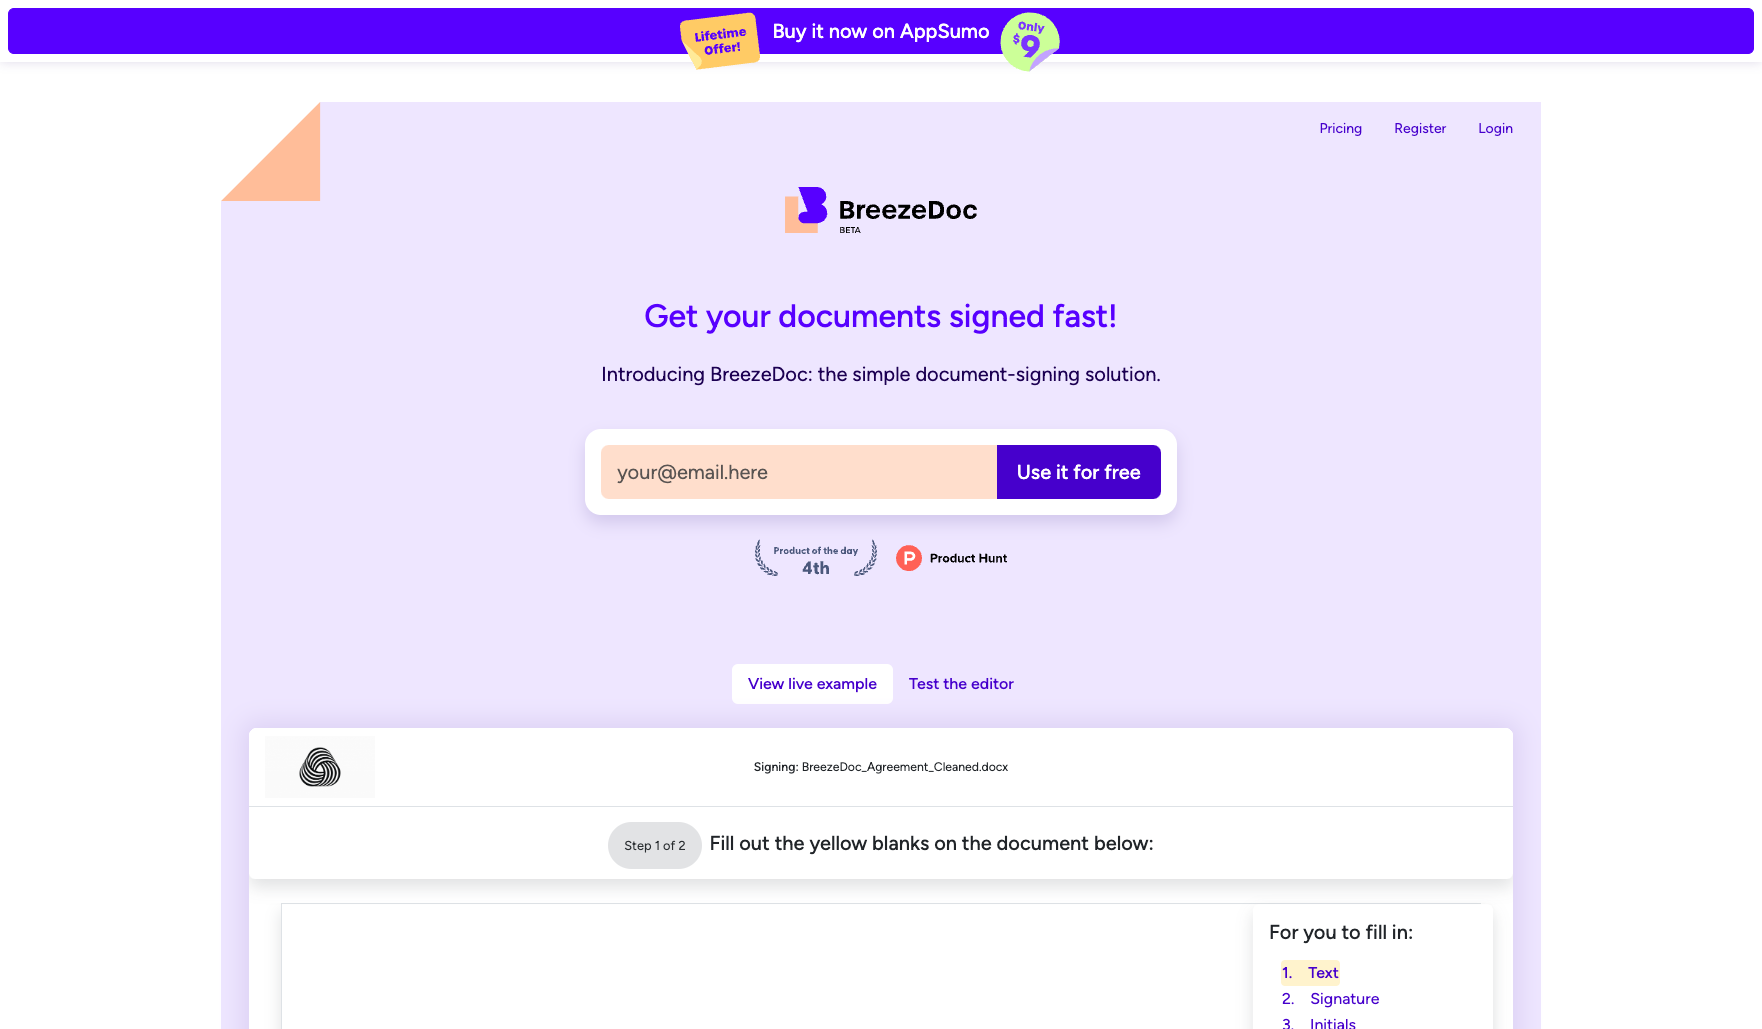 Lifetime
Offer!
Buy it now on AppSumo
Only
$9
Pricing
Register
Login
BreezeDoc
BETA
Get your documents signed fast!
Introducing BreezeDoc: the simple document-signing solution.
your@email.here
Use it for free
Product of the day
4th
P
Product Hunt
View live example
Test the editor
Signing: BreezeDoc_Agreement_Cleaned.docx
Step 1 of 2
Fill out the yellow blanks on the document below:
For you to fill in:
1. Text
2. Signature
3. Initials